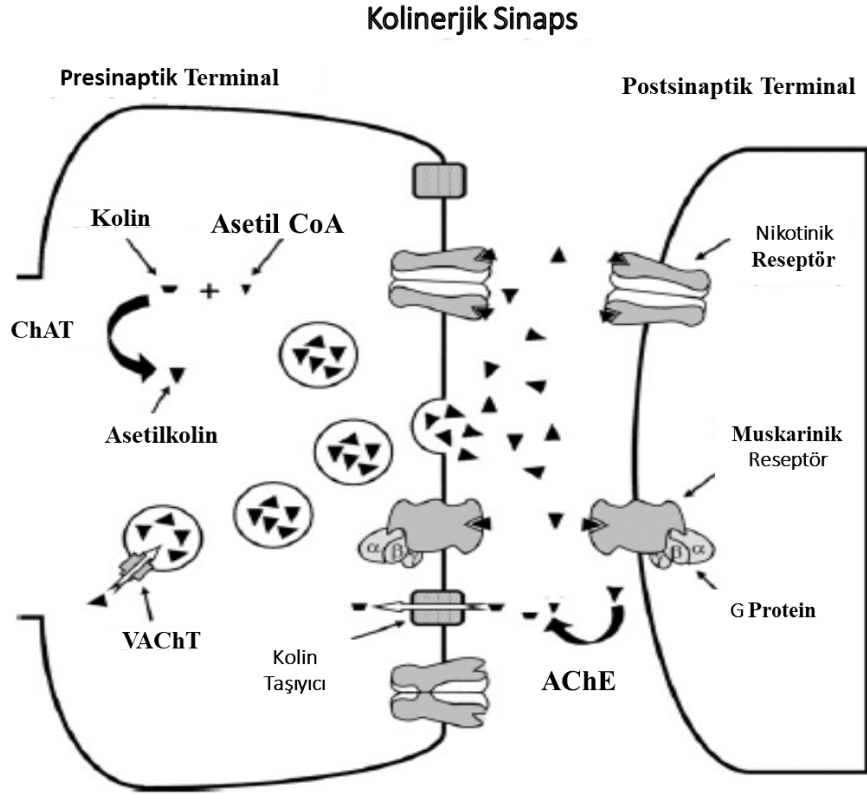 Kolinerjik Sinaps
Presinaptik Terminal
Postsinaptik Terminal
Kolin
Asetil CoA
+
ChAT
Asetilkolin
VAChT
α β
Kolin
Taşıyıcı
AChE
Nikotinik
Reseptör
Muskarinik
Reseptör
β α
G Protein